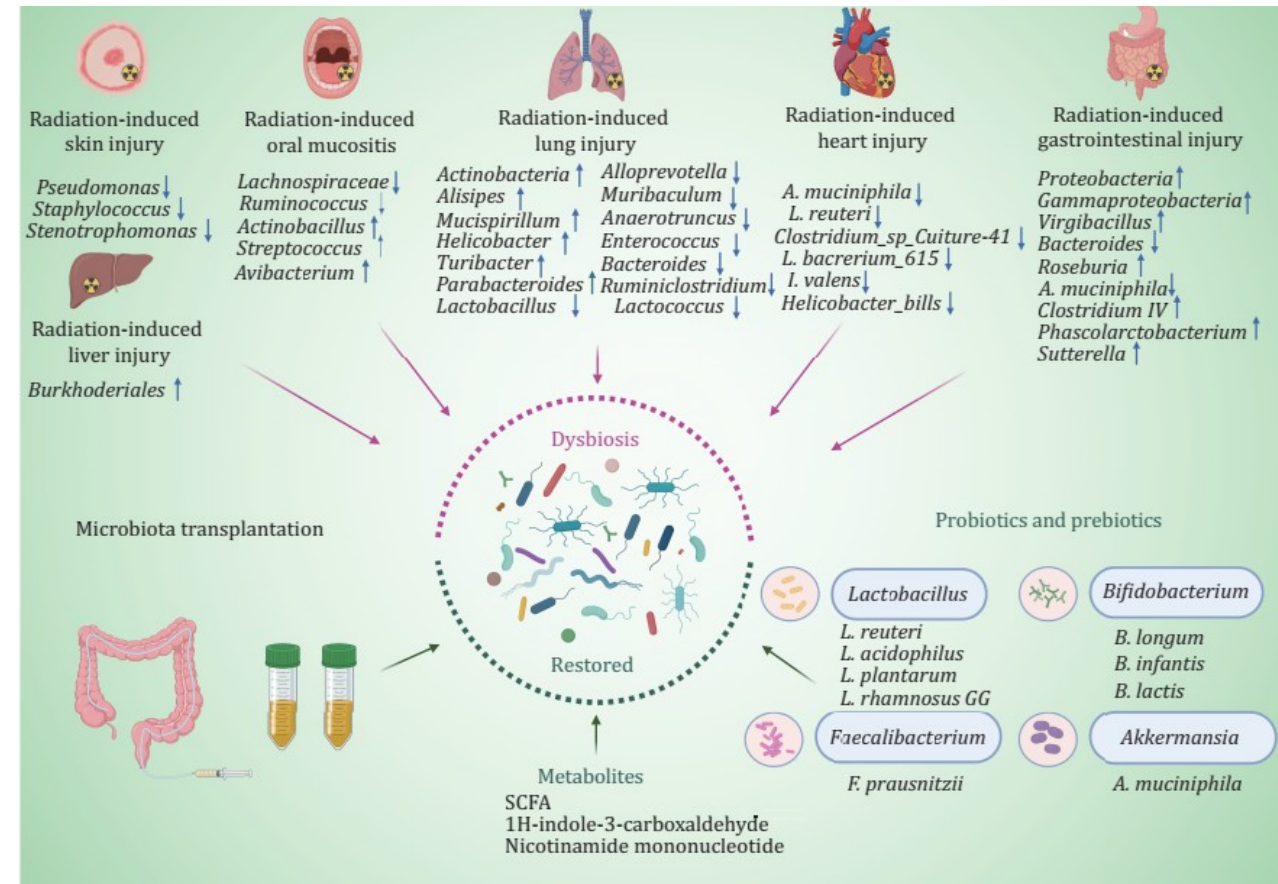 Radiation-induced
skin injury
Pseudomonas ↓
Staphylococcus ↓
Stenotrophomonas ↓
Radiation-induced
liver injury
Burkhoderiales ↑
Radiation-induced
oral mucositis
Lachnospiraceae ↓
Ruminococcus ↓
Actinobacillus ↑
Streptococcus ↑
Avibacterium ↑
Radiation-induced
lung injury
Actinobacteria ↑
Alisipes ↑
Mucispirillum ↑
Helicobacter ↑
Turibacter ↑
Parabacteroides ↑
Lactobacillus ↓
Alloprevotella ↓
Muribaculum ↓
Anaerotruncus ↓
Enterococcus ↓
Bacteroides ↓
Ruminiclostridium ↓
Lactococcus ↓
Radiation-induced
heart injury
A. muciniphila ↓
L. reuteri ↓
Clostridium_sp_Cuiture-41 ↓
L. bacrerium_615 ↓
I. valens ↓
Helicobacter_bills ↓
Radiation-induced
gastrointestinal injury
Proteobacteria ↑
Gammaproteobacteria ↑
Virgibacillus ↑
Bacteroides ↓
Roseburia ↑
A. muciniphila ↓
Clostridium IV ↑
Phascolarctobacterium ↑
Sutterella ↑
Dysbiosis
Restored
Microbiota transplantation
Metabolites
SCFA
1H-indole-3-carboxaldehyde
Nicotinamide mononucleotide
Probiotics and prebiotics
Lactobacillus
L. reuteri
L. acidophilus
L. plantarum
L. rhamnosus GG
Bifidobacterium
B. longum
B. infantis
B. lactis
Faecalibacterium
F. prausnitzii
Akkermansia
A. muciniphila